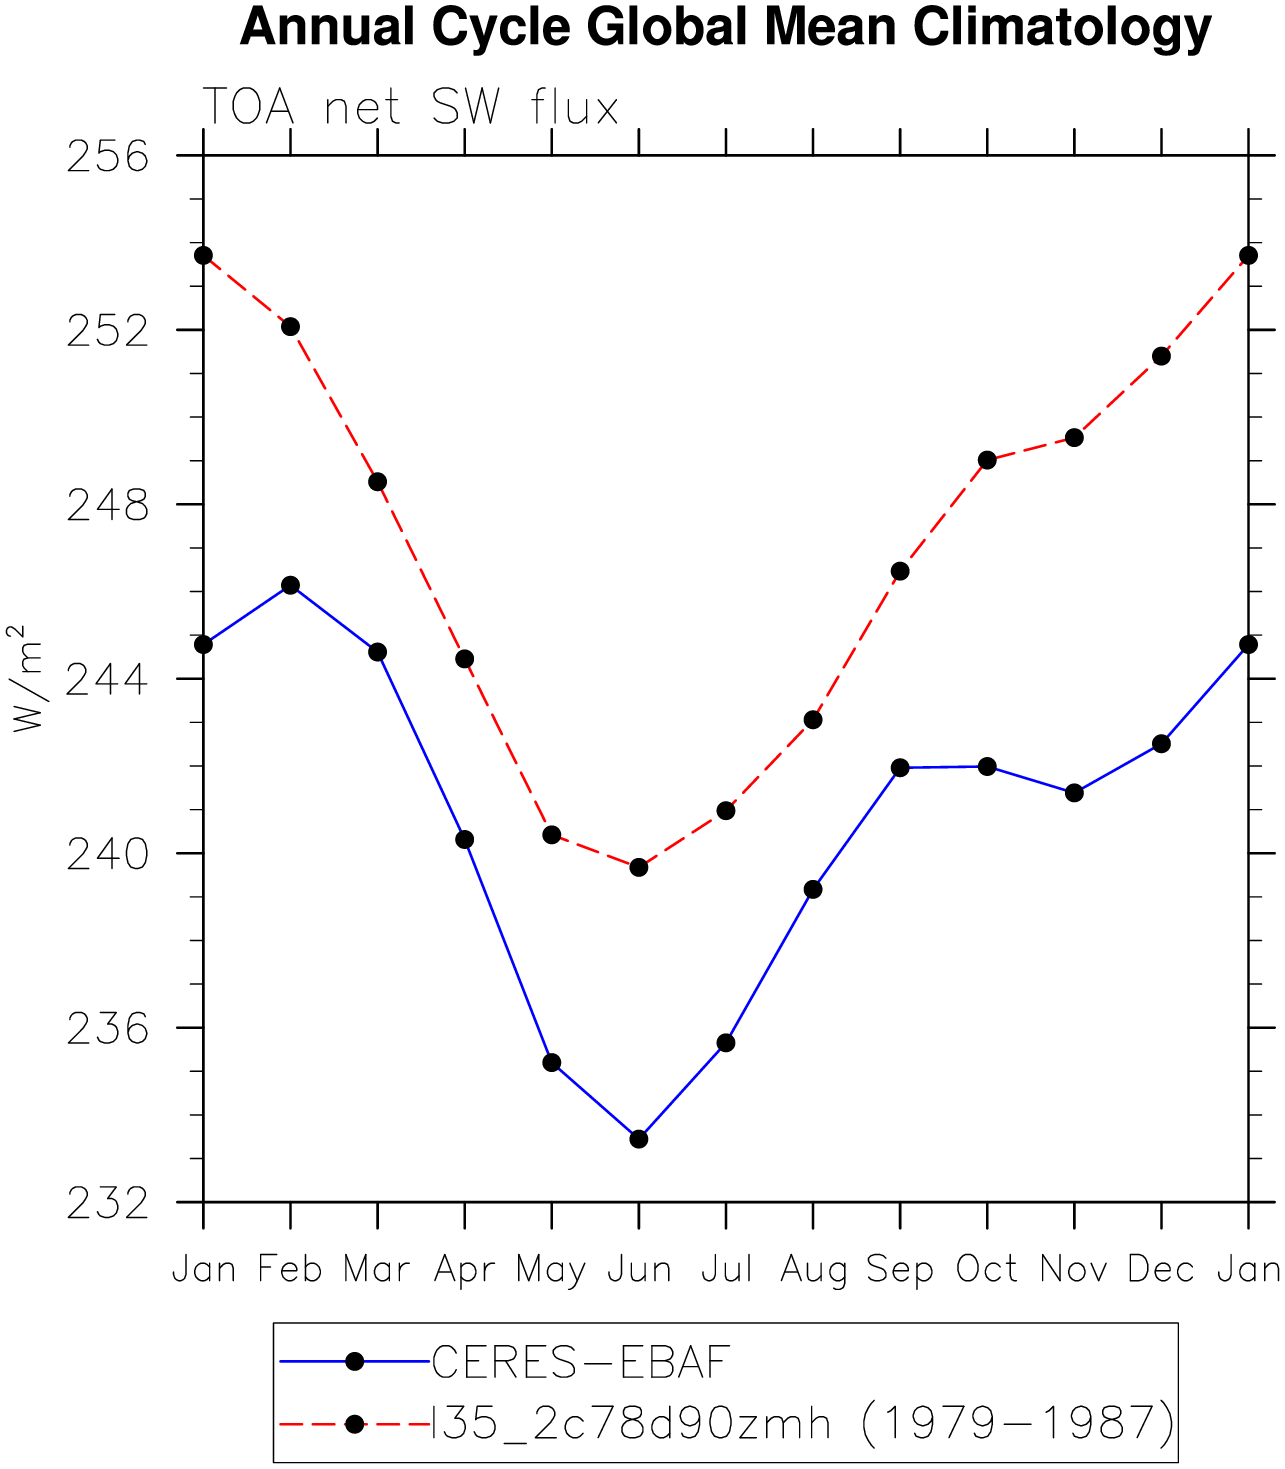 Annual Cycle Global Mean Climatology
TOA net SW flux
256
252
248
244
240
236
232
W/m²
Jan Feb Mar Apr May Jun Jul Aug Sep Oct Nov Dec Jan
CERES-EBAF
I35_2c78d90zmh (1979-1987)